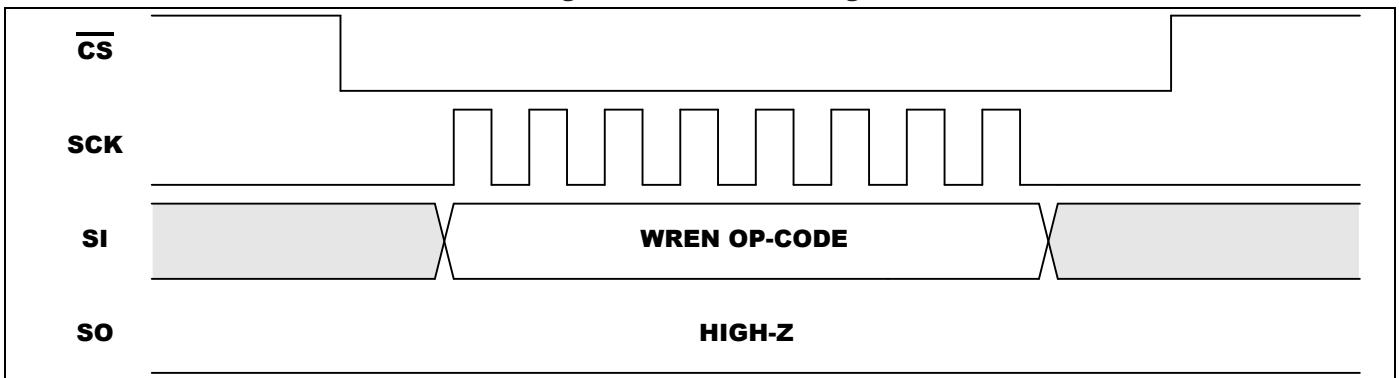 CS
SCK
SI
WREN OP-CODE
SO
HIGH-Z